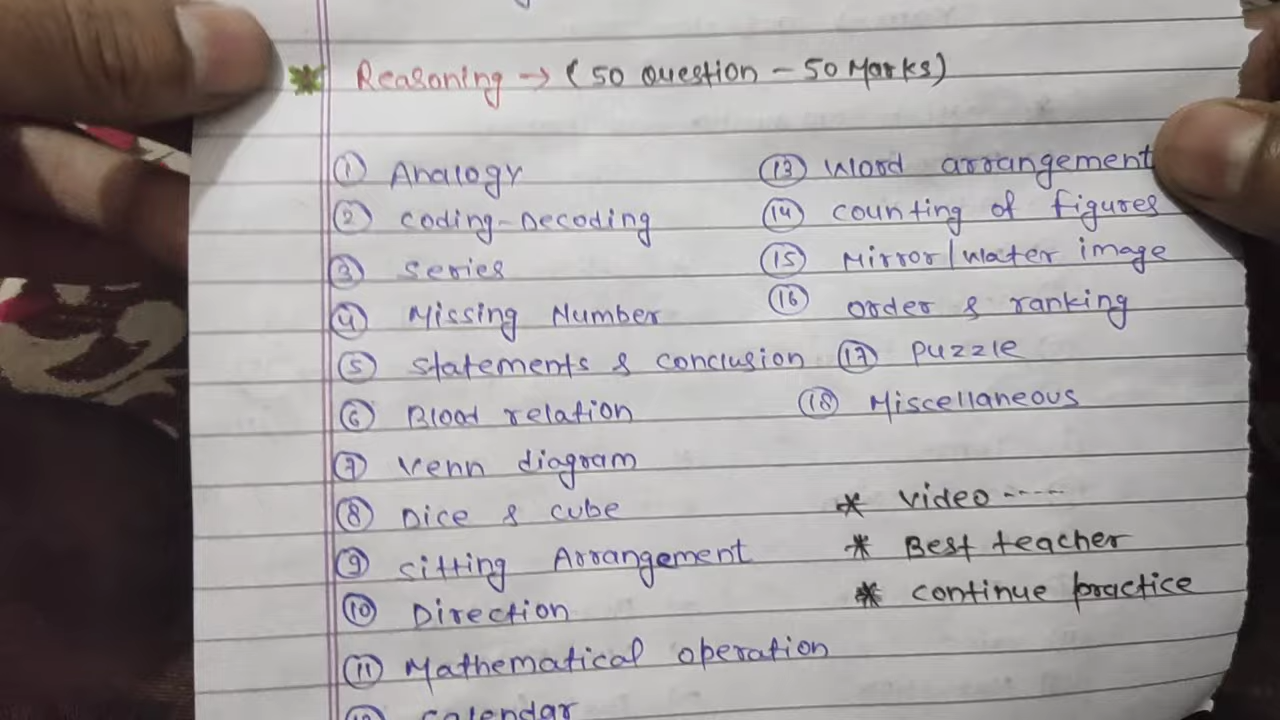 * Reasoning → (50 Question - 50 Marks)
① Analogy
② Coding-Decoding
③ Series
④ Missing Number
⑤ Statements & conclusion
⑥ Blood relation
⑦ Venn diagram
⑧ Dice & cube
⑨ Sitting Arrangement
⑩ Direction
⑪ Mathematical operation
⑫ Calendar
⑬ Word arrangement
⑭ counting of figures
⑮ Mirror/Water image
⑯ order & ranking
⑰ Puzzle
⑱ Miscellaneous
* Video -----
* Best teacher
* continue practice